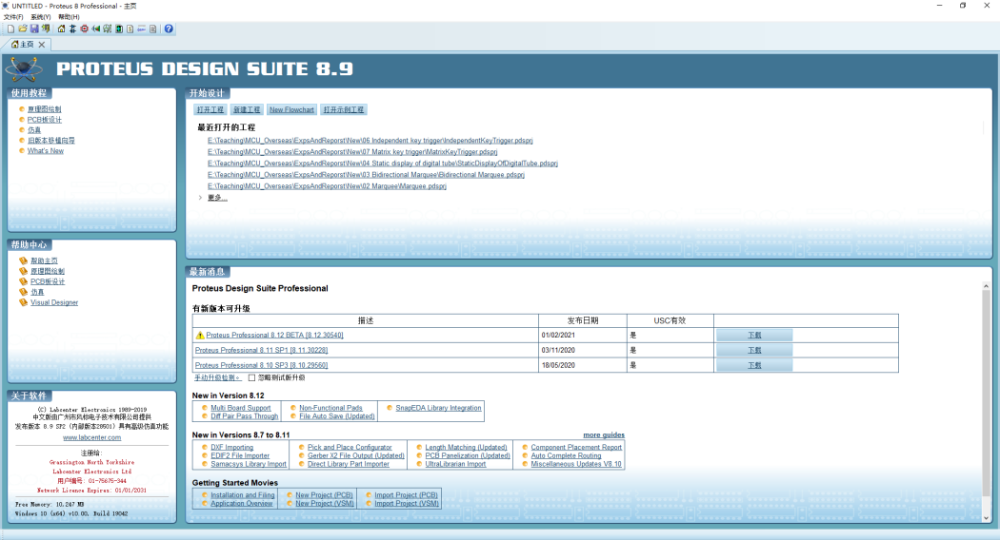 UNTITLED - Proteus 8 Professional - 主页
文件(F) 系统(Y) 帮助(H)
主页
PROTEUS DESIGN SUITE 8.9
使用教程
原理图绘制
PCB板设计
仿真
旧版本移植向导
What's New
帮助中心
帮助主页
原理图绘制
PCB板设计
仿真
Visual Designer
关于软件
(C) Labcenter Electronics 1989-2019
中文版由广州市风标电子技术有限公司提供
发布版本 8.9 SP2 (内部版本28501) 具有高级仿真功能
www.labcenter.com
注册给:
Grassington North Yorkshire
Labcenter Electronics Ltd
用户编号: 01-75675-344
Network Licence Expires: 01/01/2031
Free Memory: 10,247 MB
Windows 10 (x64) v10.00, Build 19042
开始设计
打开工程 新建工程 New Flowchart 打开示例工程
最近打开的工程
E:\Teaching\MCU_Overseas\ExpsAndReporst\New\06 Independent key trigger\IndependentKeyTrigger.pdsprj
E:\Teaching\MCU_Overseas\ExpsAndReporst\New\07 Matrix key trigger\MatrixKeyTrigger.pdsprj
E:\Teaching\MCU_Overseas\ExpsAndReporst\New\04 Static display of digital tube\StaticDisplayOfDigitalTube.pdsprj
E:\Teaching\MCU_Overseas\ExpsAndReporst\New\03 Bidirectional Marquee\Bidirectional Marquee.pdsprj
E:\Teaching\MCU_Overseas\ExpsAndReporst\New\02 Marquee\Marquee.pdsprj
更多...
最新消息
Proteus Design Suite Professional
有新版本可升级
描述 发布日期 USC有效
Proteus Professional 8.12 BETA [8.12.30540] 01/02/2021 是 下载
Proteus Professional 8.11 SP1 [8.11.30228] 03/11/2020 是 下载
Proteus Professional 8.10 SP3 [8.10.29560] 18/05/2020 是 下载
手动升级检测。 忽略测试版升级
New in Version 8.12
Multi Board Support Non-Functional Pads SnapEDA Library Integration
Diff Pair Pass Through File Auto Save (Updated)
New in Versions 8.7 to 8.11 more guides
DXF Importing Pick and Place Configurator Length Matching (Updated) Component Placement Report
EDIF2 File Importer Gerber X2 File Output (Updated) PCB Panelization (Updated) Auto Complete Routing
Samacsys Library Import Direct Library Part Importer UltraLibrarian Import Miscellaneous Updates V8.10
Getting Started Movies
Installation and Filing New Project (PCB) Import Project (PCB)
Application Overview New Project (VSM) Import Project (VSM)